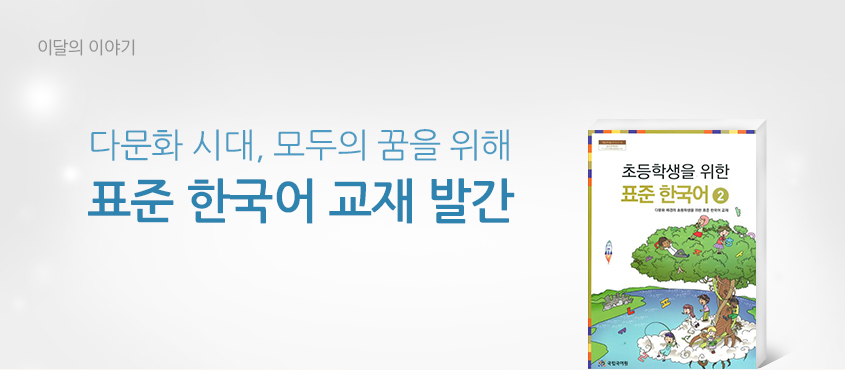 이달의 이야기
다문화 시대, 모두의 꿈을 위해
표준 한국어 교재 발간
초등학생을 위한
표준 한국어 2
다문화 배경의 초등학생을 위한 표준 한국어 교재
국립국어원